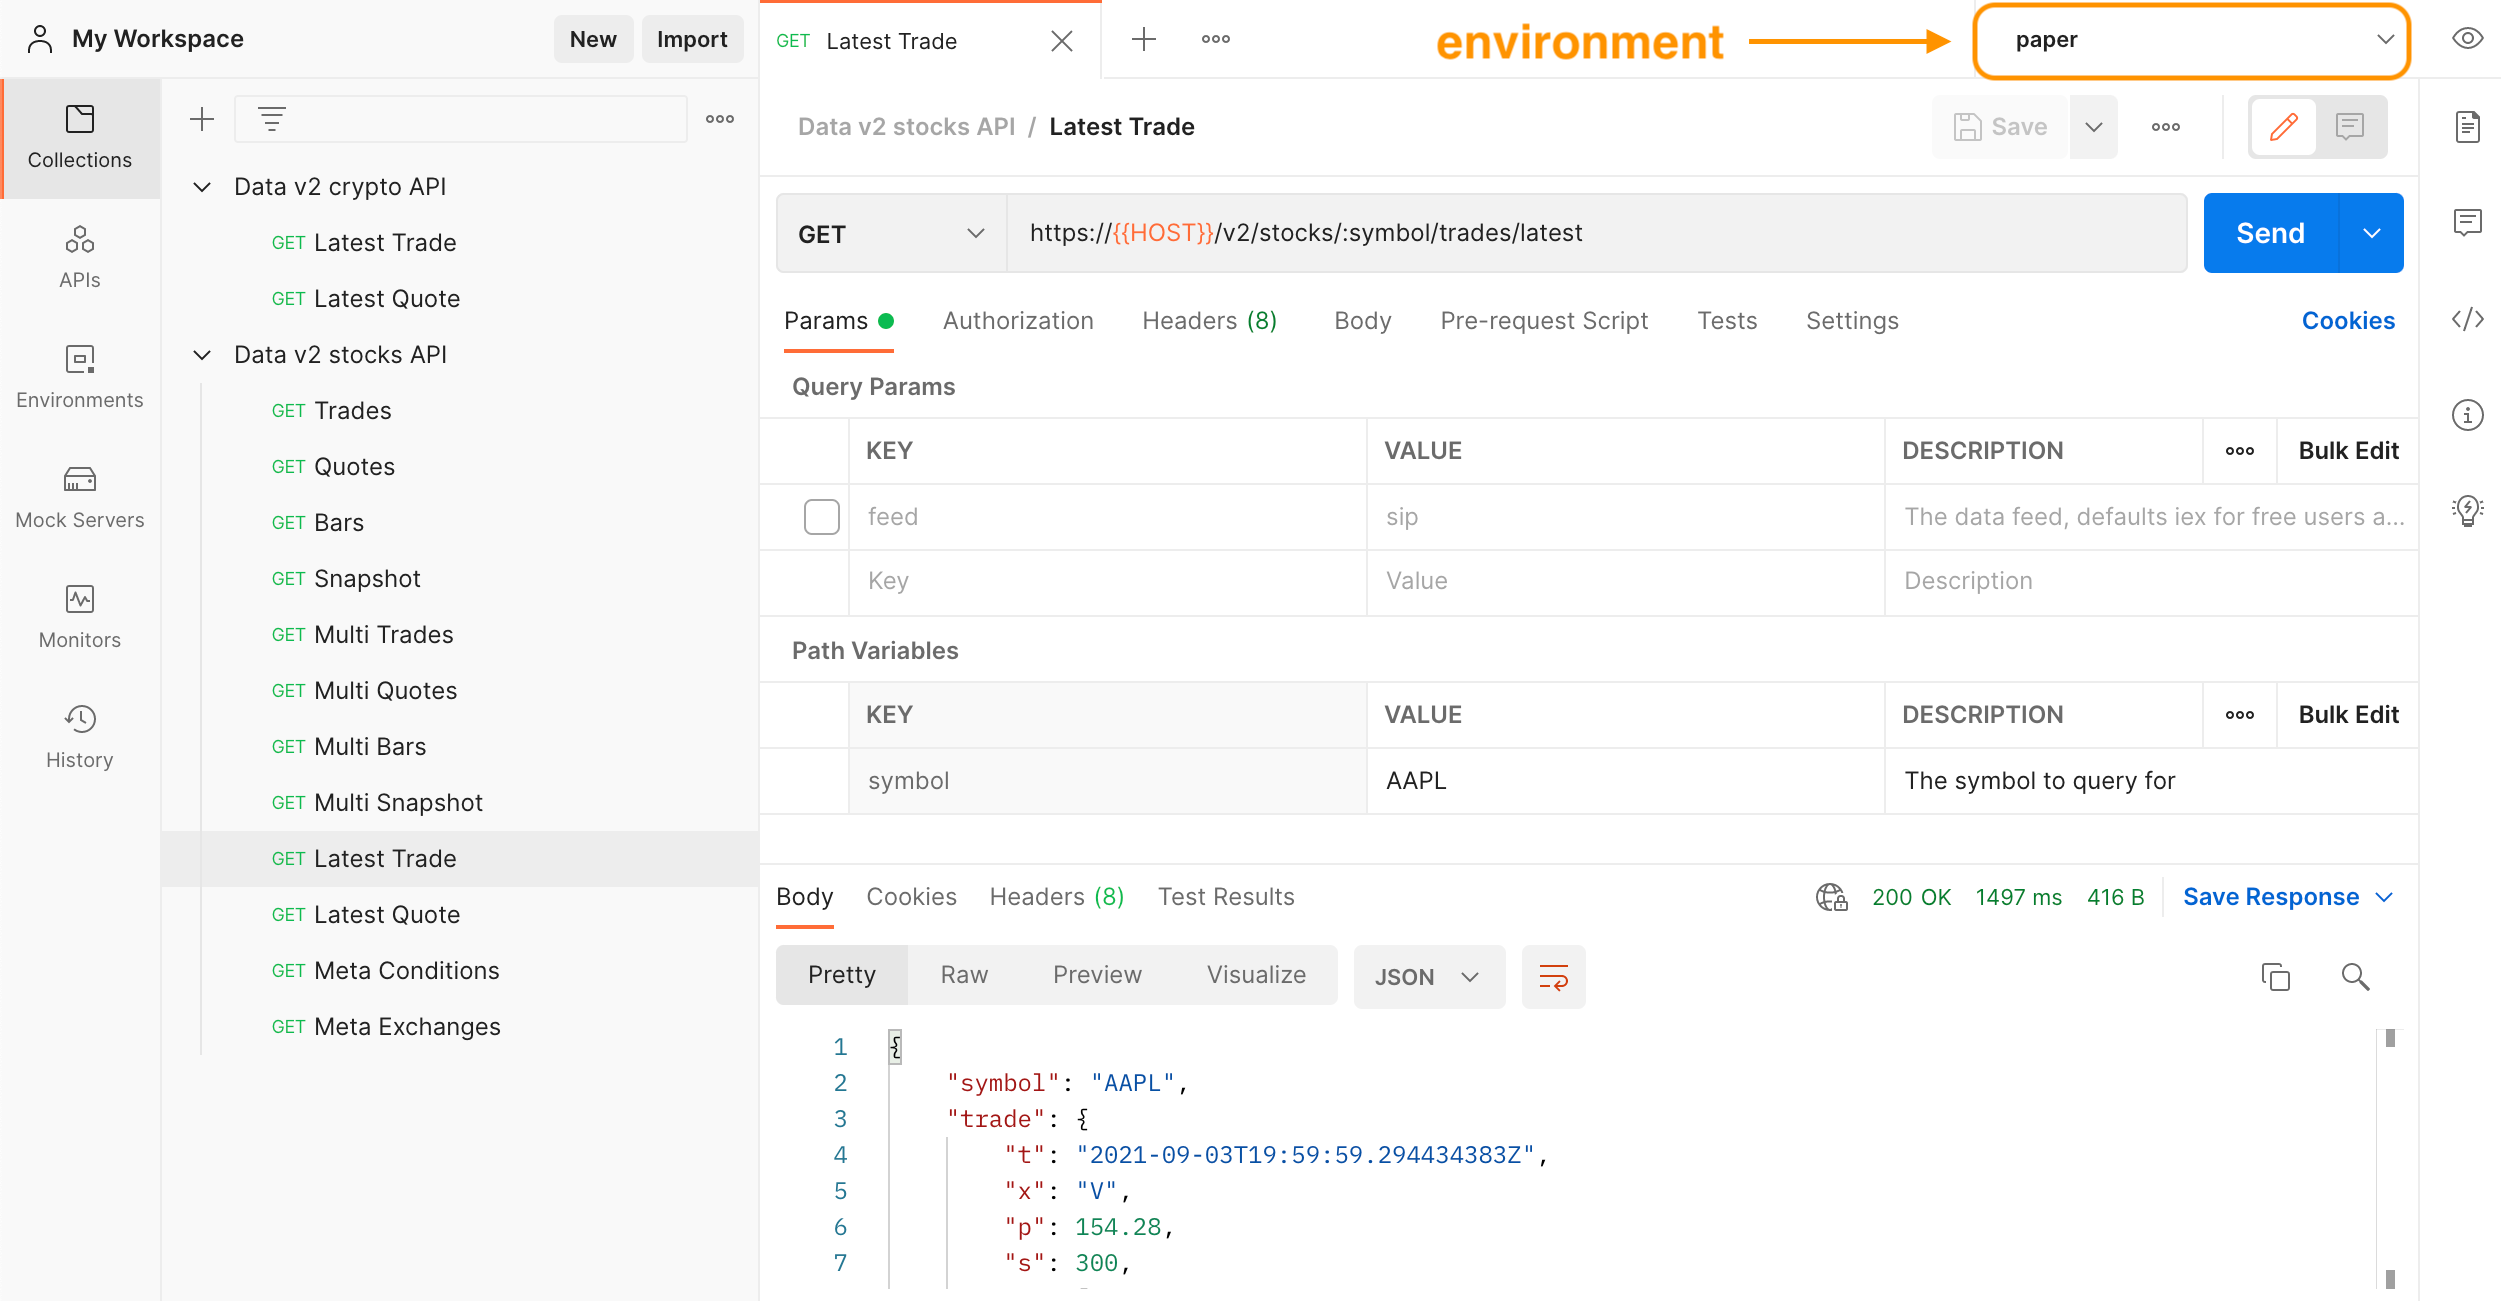 My Workspace
New
Import
GET Latest Trade
environment
paper
Collections
APIs
Environments
Mock Servers
Monitors
History
Data v2 crypto API
GET Latest Trade
GET Latest Quote
Data v2 stocks API
GET Trades
GET Quotes
GET Bars
GET Snapshot
GET Multi Trades
GET Multi Quotes
GET Multi Bars
GET Multi Snapshot
GET Latest Trade
GET Latest Quote
GET Meta Conditions
GET Meta Exchanges
Data v2 stocks API / Latest Trade
Save
GET
https://{{HOST}}/v2/stocks/:symbol/trades/latest
Send
Params Authorization Headers (8) Body Pre-request Script Tests Settings Cookies
Query Params
KEY VALUE DESCRIPTION Bulk Edit
feed sip The data feed, defaults iex for free users a...
Key Value Description
Path Variables
KEY VALUE DESCRIPTION Bulk Edit
symbol AAPL The symbol to query for
Body Cookies Headers (8) Test Results 200 OK 1497 ms 416 B Save Response
Pretty Raw Preview Visualize JSON
1 {
2 "symbol": "AAPL",
3 "trade": {
4 "t": "2021-09-03T19:59:59.294434383Z",
5 "x": "V",
6 "p": 154.28,
7 "s": 300,